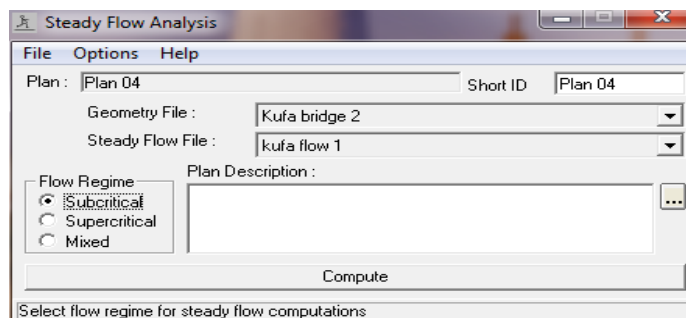 Steady Flow Analysis
File Options Help
Plan : Plan 04 Short ID Plan 04
Geometry File : Kufa bridge 2
Steady Flow File : kufa flow 1
Plan Description :
Flow Regime
Subcritical
Supercritical
Mixed
...
Compute
Select flow regime for steady flow computations